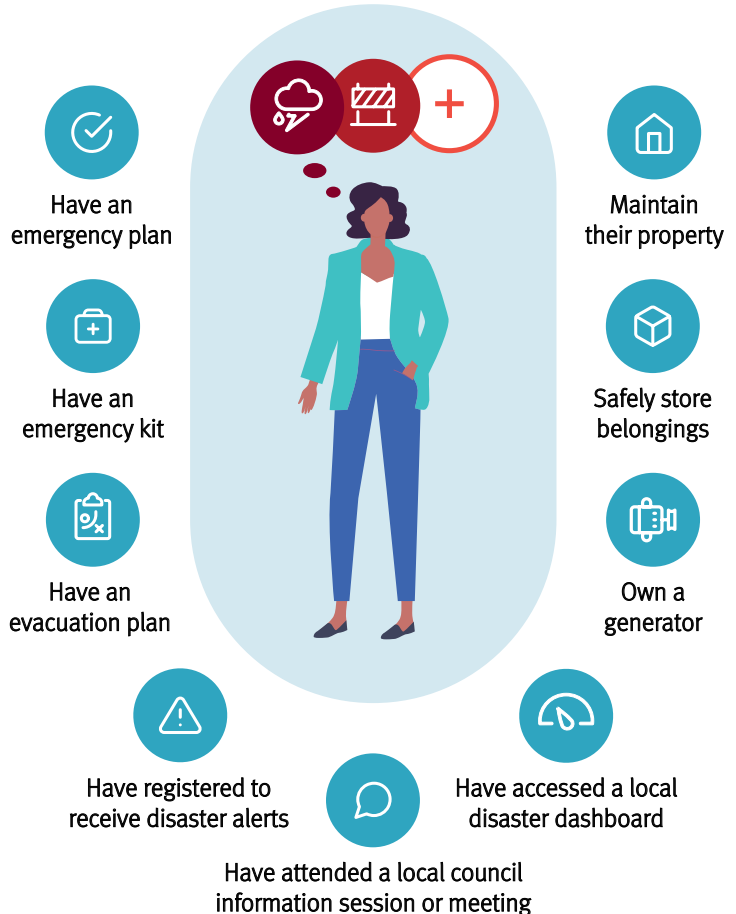 Have an
emergency plan
Maintain
their property
Have an
emergency kit
Safely store
belongings
Have an
evacuation plan
Own a
generator
Have registered to
receive disaster alerts
Have accessed a local
disaster dashboard
Have attended a local council
information session or meeting